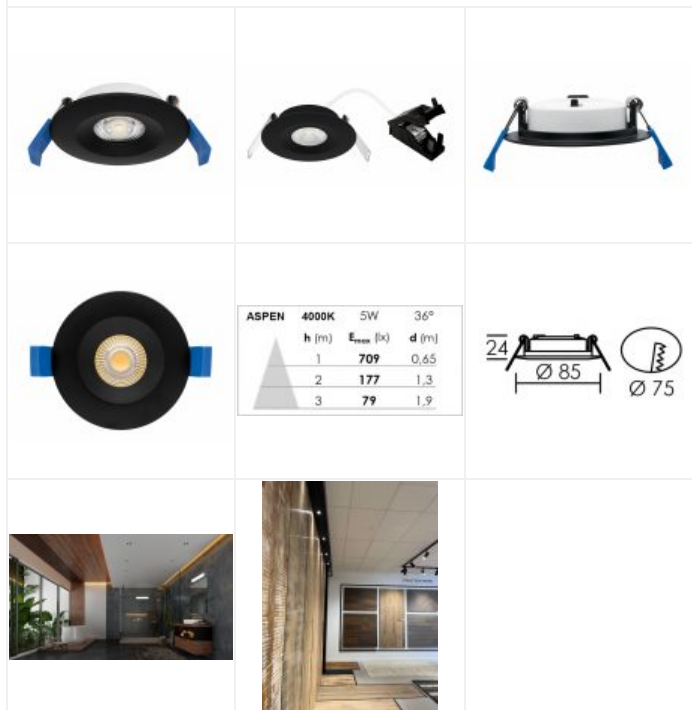 ASPEN 4000K 5W 36°
h (m) Emax (lx) d (m)
1 709 0,65
2 177 1,3
3 79 1,9
24
Ø 85
Ø 75